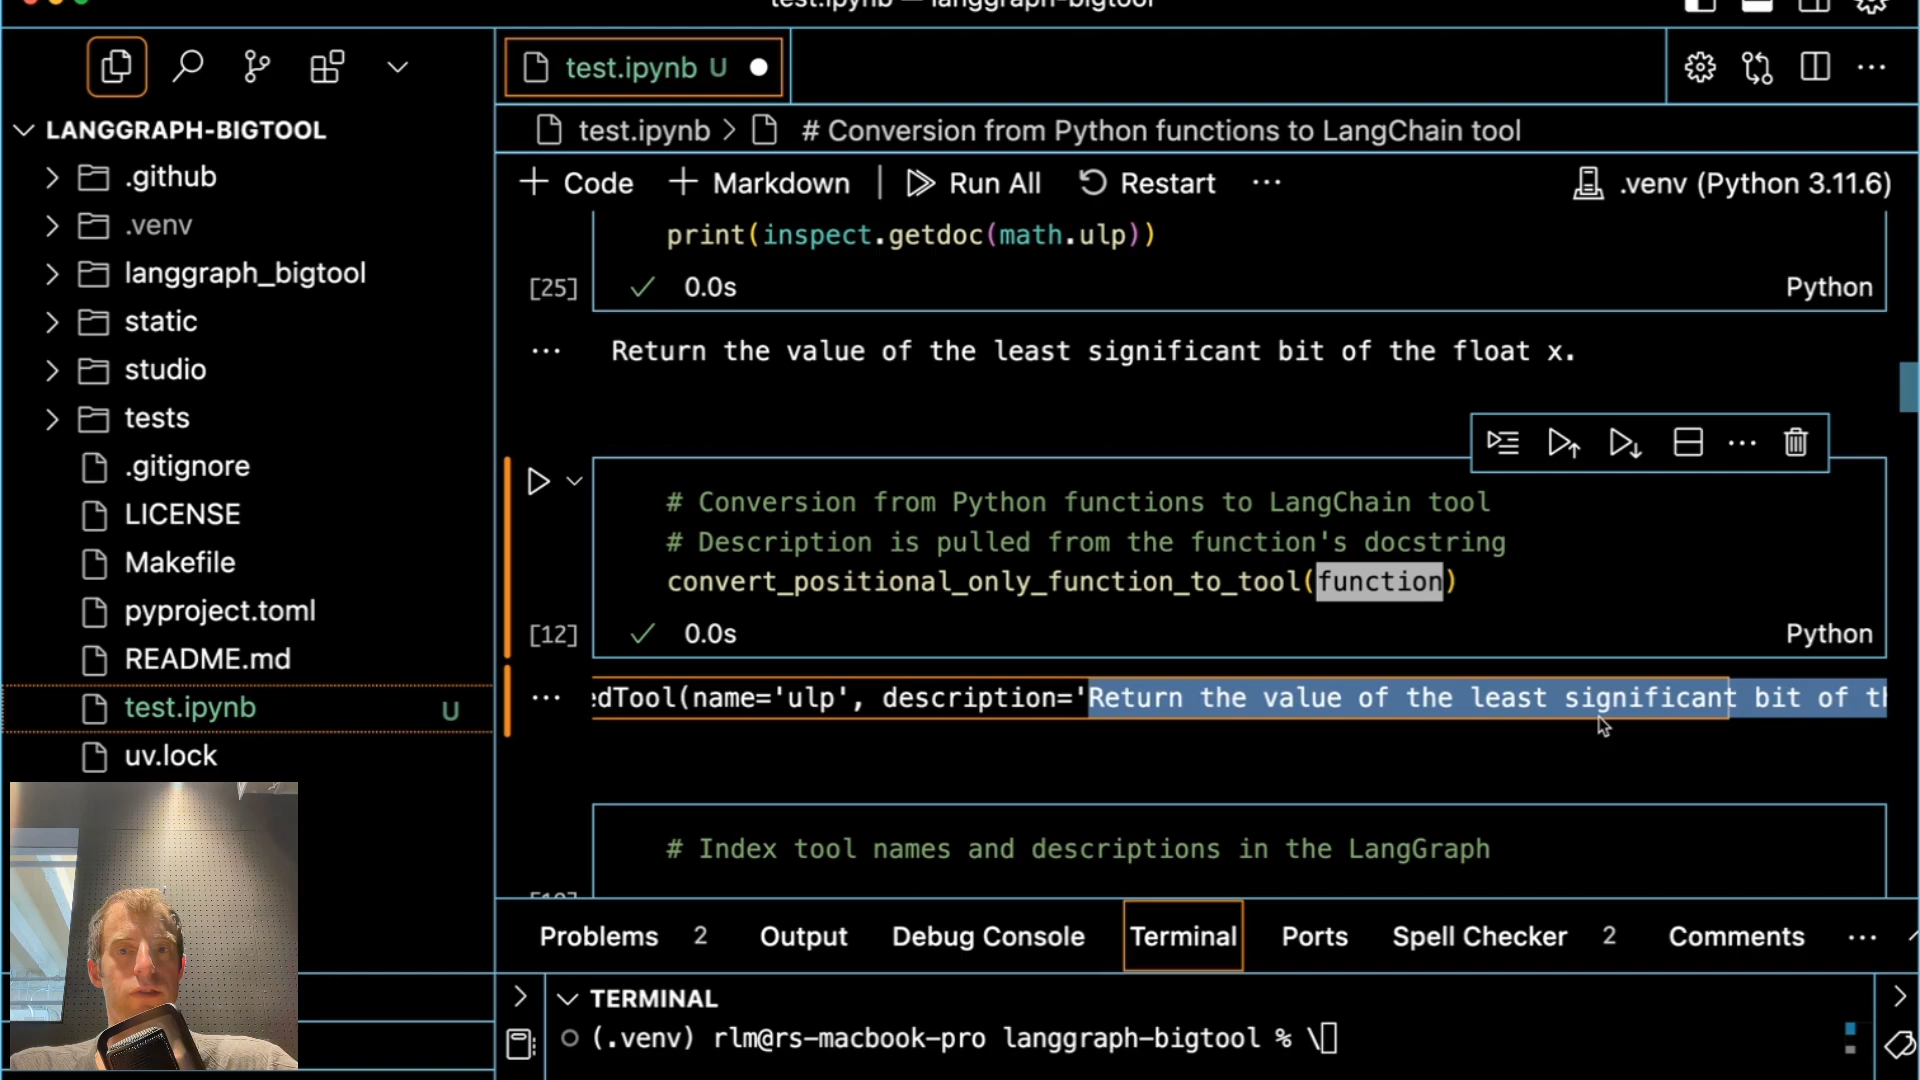 test.ipynb — langgraph-bigtool
LANGGRAPH-BIGTOOL
.github
.venv
langgraph_bigtool
static
studio
tests
.gitignore
LICENSE
Makefile
pyproject.toml
README.md
test.ipynb U
uv.lock
test.ipynb U
test.ipynb > # Conversion from Python functions to LangChain tool
+ Code + Markdown | Run All Restart ...
.venv (Python 3.11.6)
print(inspect.getdoc(math.ulp))
[25] ✓ 0.0s Python
... Return the value of the least significant bit of the float x.
# Conversion from Python functions to LangChain tool
# Description is pulled from the function's docstring
convert_positional_only_function_to_tool(function)
[12] ✓ 0.0s Python
... edTool(name='ulp', description='Return the value of the least significant bit of th
# Index tool names and descriptions in the LangGraph
Problems 2 Output Debug Console Terminal Ports Spell Checker 2 Comments ...
TERMINAL
(.venv) rlm@rs-macbook-pro langgraph-bigtool % \